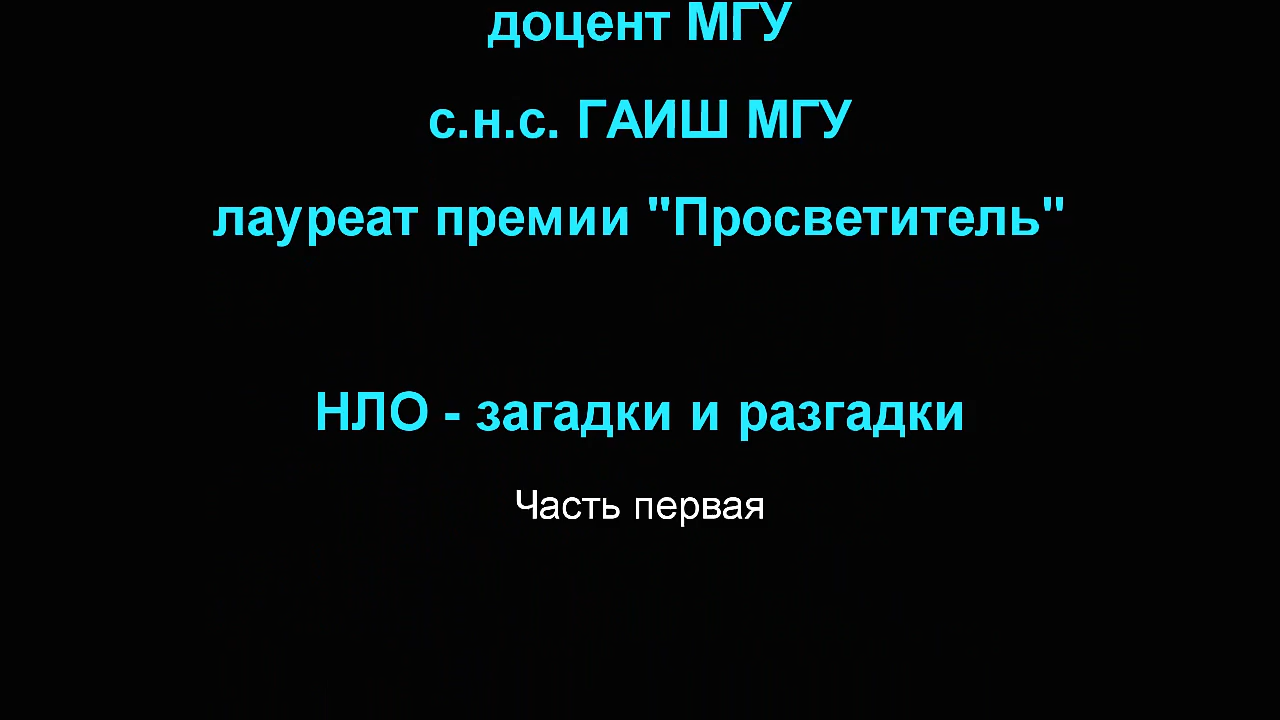 доцент МГУ
с.н.с. ГАИШ МГУ
лауреат премии "Просветитель"
НЛО - загадки и разгадки
Часть первая